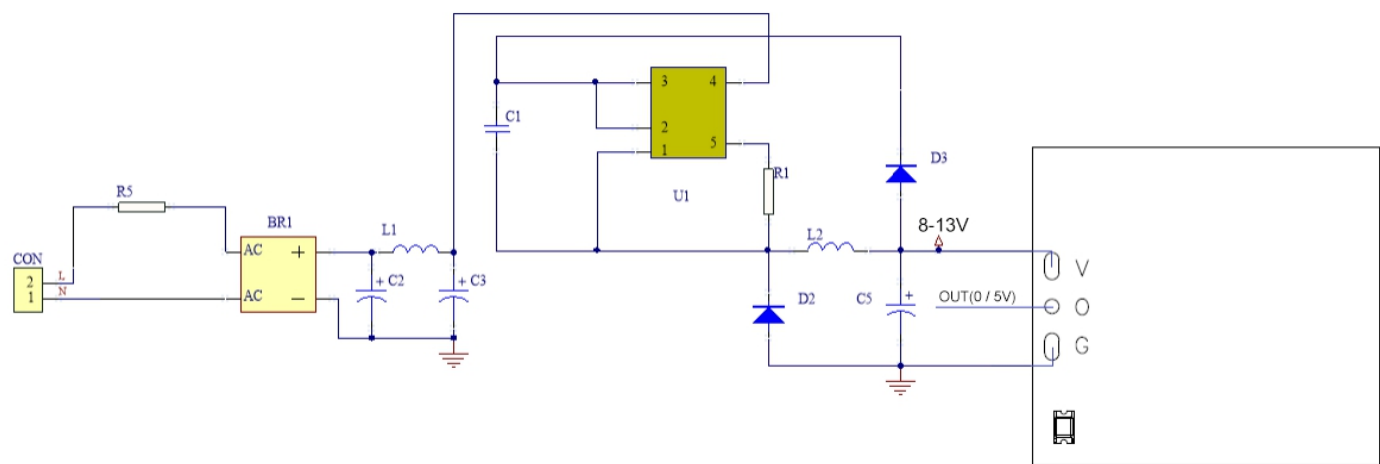 CON
2
1
L
N
R5
BR1
AC +
AC −
L1
+ C2
+ C3
C1
3 4
2
1 5
U1
R1
D3
L2
8-13V
D2
C5 +
OUT(0 / 5V)
V
O
G